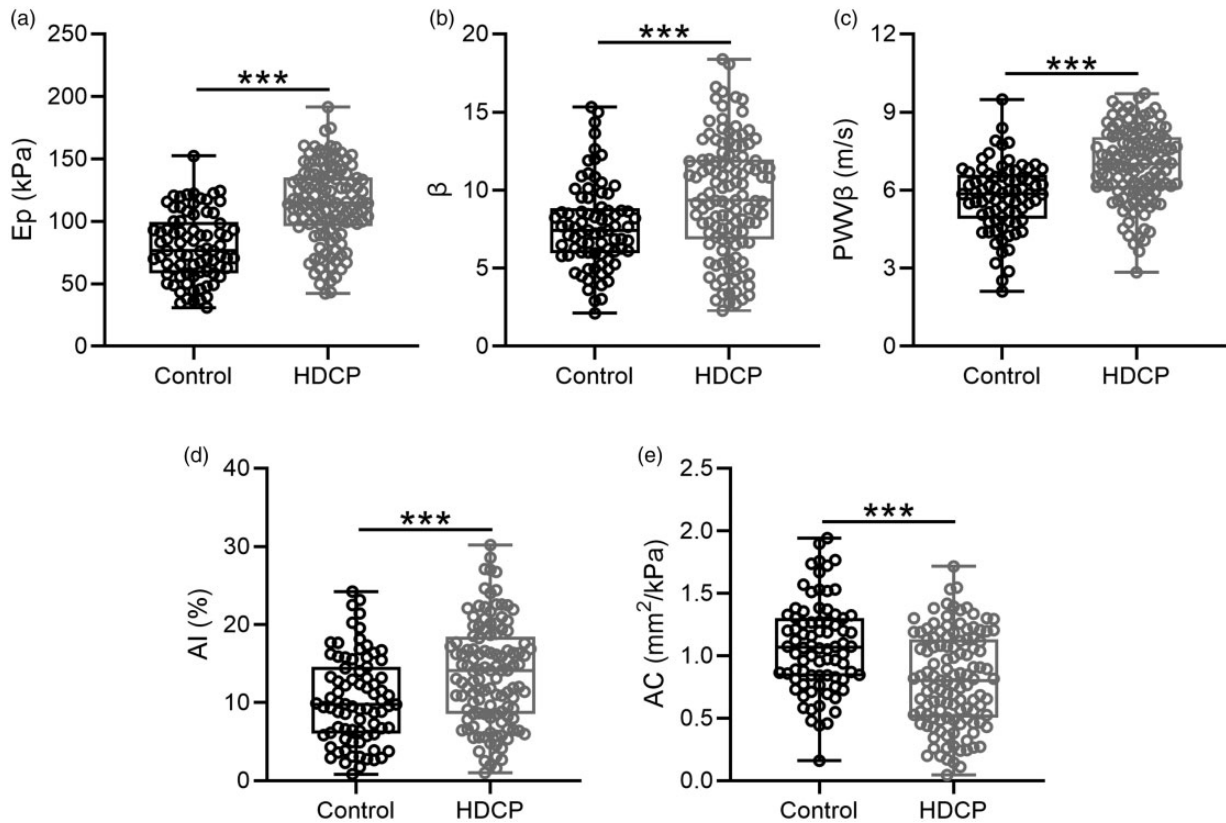 (a)
250
200
150
100
50
0
Ep (kPa)
***
Control HDCP
(b)
20
15
10
5
0
β
***
Control HDCP
(c)
12
9
6
3
0
PWVβ (m/s)
***
Control HDCP
(d)
40
30
20
10
0
AI (%)
***
Control HDCP
(e)
2.5
2.0
1.5
1.0
0.5
0.0
AC (mm²/kPa)
***
Control HDCP